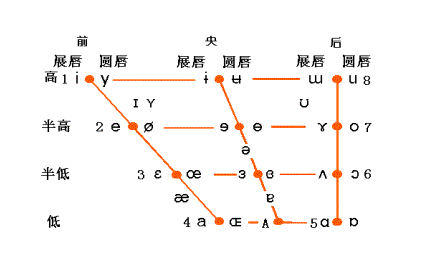 前 央 后
展唇 圆唇 展唇 圆唇 展唇 圆唇
高 1 i y ɨ ʉ ɯ u 8
ɪ ʏ ʊ
半高 2 e ø ɘ ɵ ɤ o 7
ə
半低 3 ɛ œ ɜ ɞ ʌ ɔ 6
æ ɐ
低 4 a ɶ ᴀ 5 ɑ ɒ